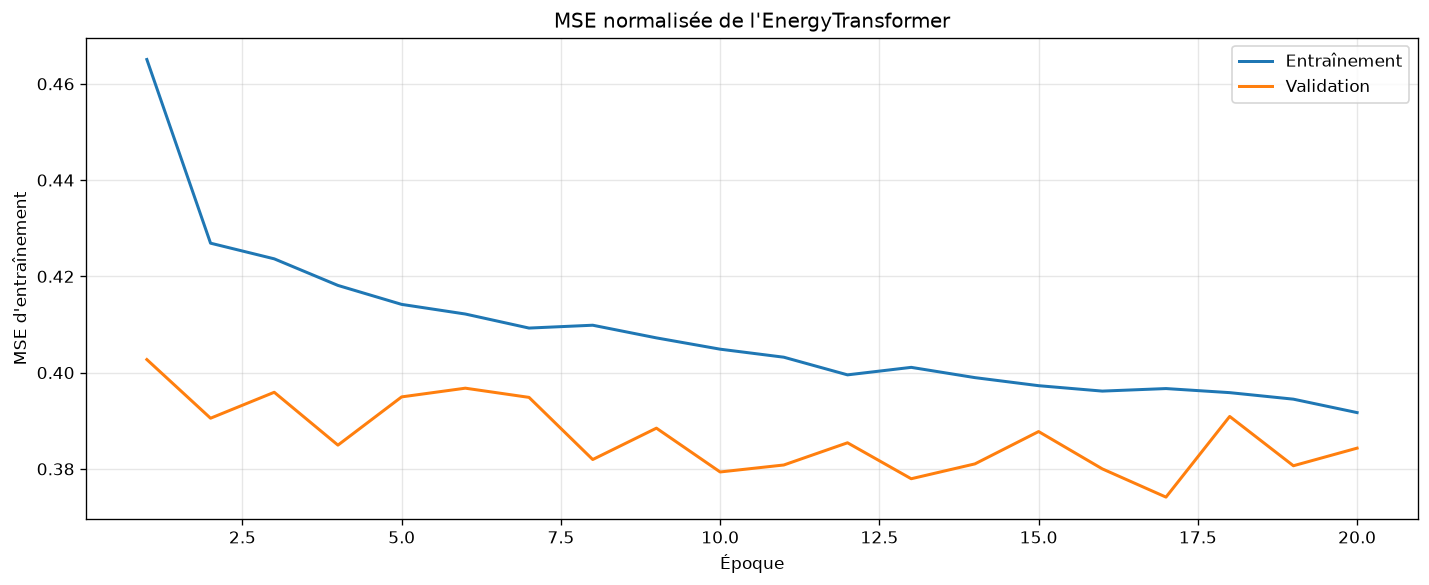 MSE normalisée de l'EnergyTransformer
Entraînement
Validation
MSE d'entraînement
0.46
0.44
0.42
0.40
0.38
2.5 5.0 7.5 10.0 12.5 15.0 17.5 20.0
Époque